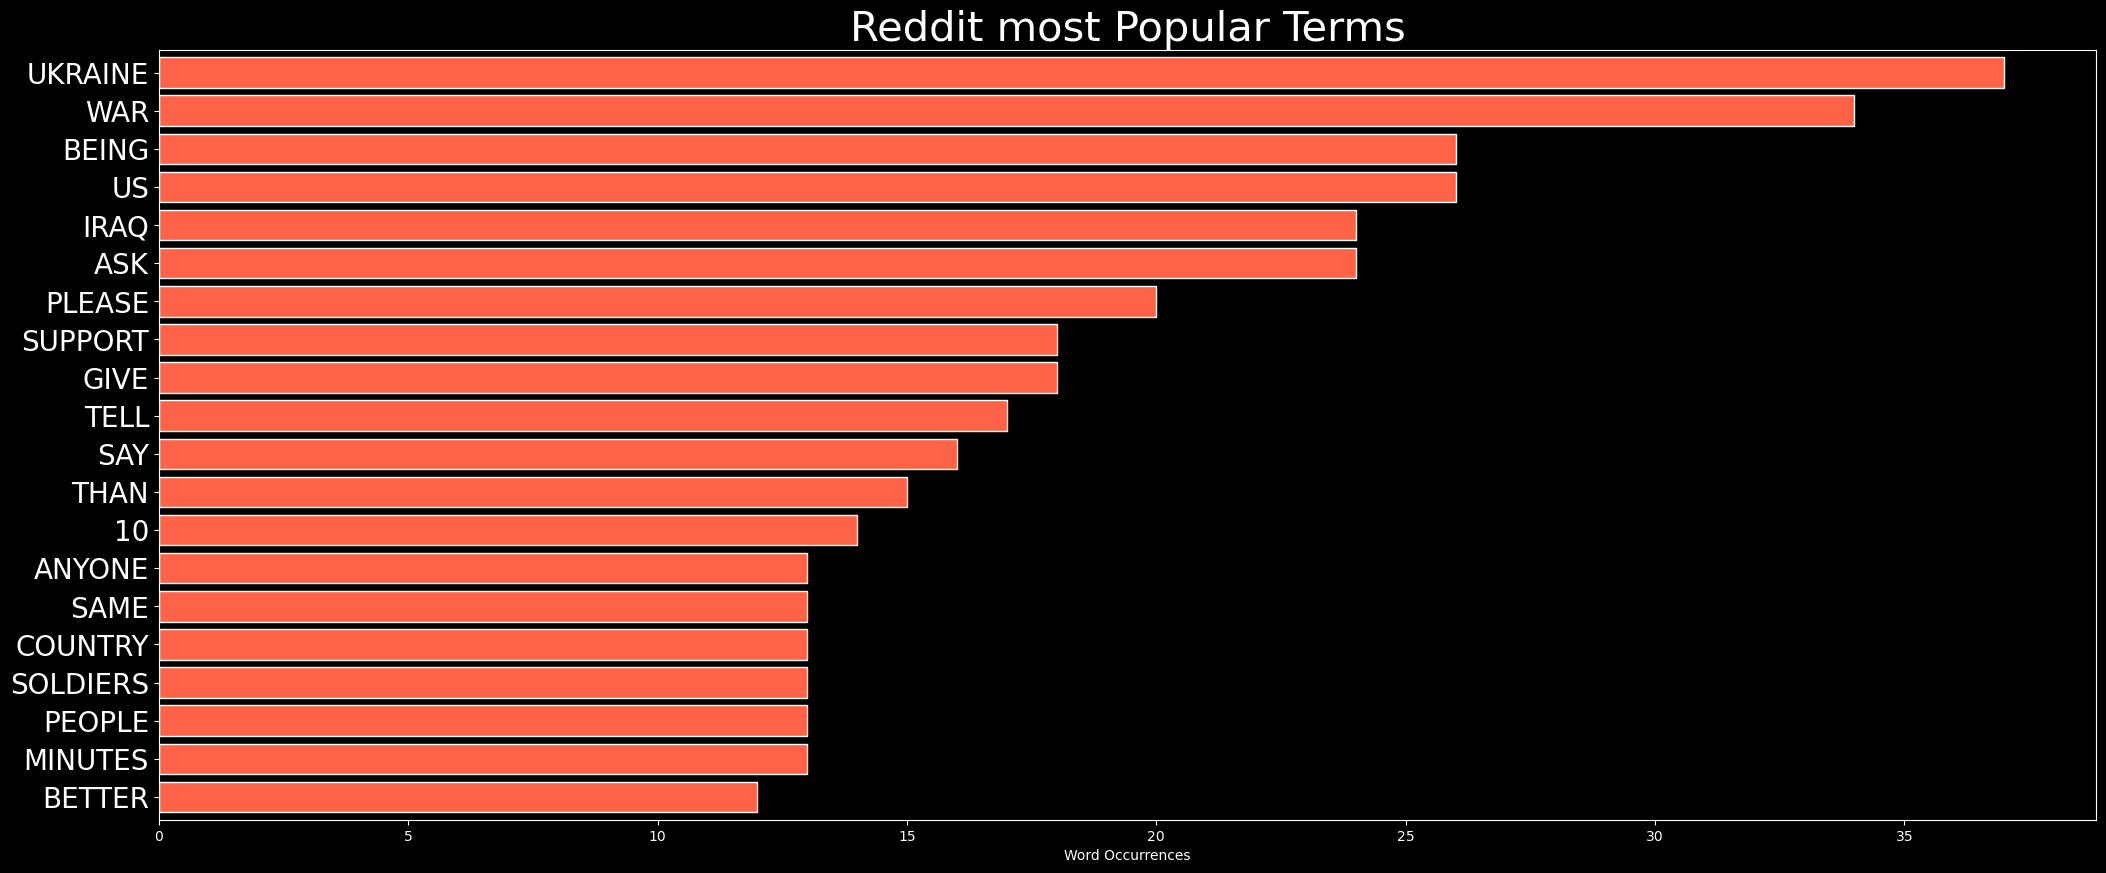 Reddit most Popular Terms
UKRAINE
WAR
BEING
US
IRAQ
ASK
PLEASE
SUPPORT
GIVE
TELL
SAY
THAN
10
ANYONE
SAME
COUNTRY
SOLDIERS
PEOPLE
MINUTES
BETTER
0 5 10 15 20 25 30 35
Word Occurrences